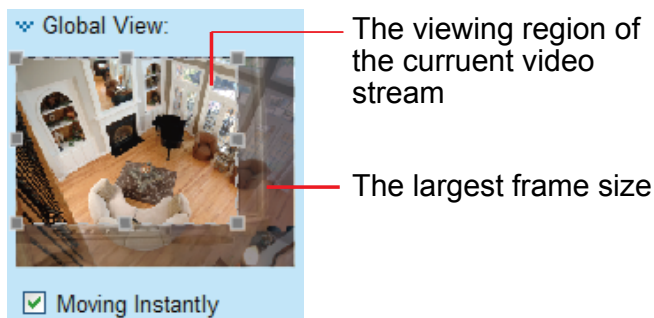 Global View:
The viewing region of
the curruent video
stream
The largest frame size
Moving Instantly